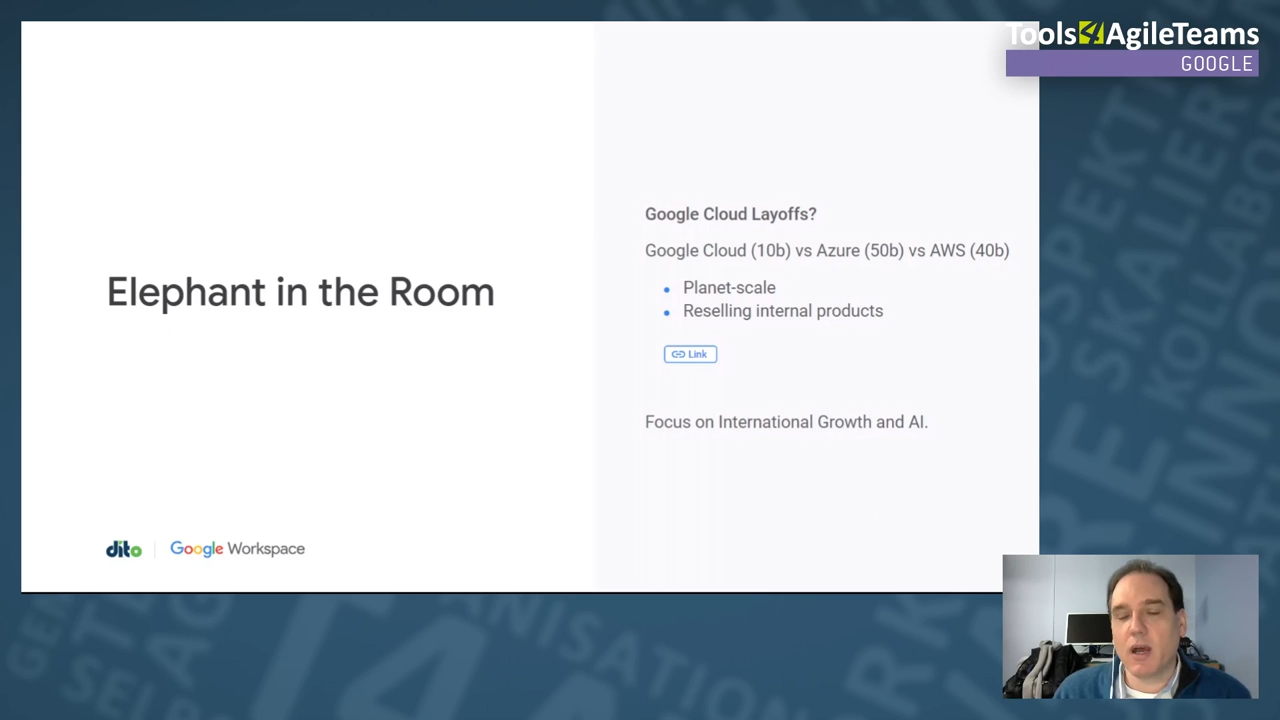 Tools4AgileTeams
GOOGLE
Elephant in the Room
Google Cloud Layoffs?
Google Cloud (10b) vs Azure (50b) vs AWS (40b)
Planet-scale
Reselling internal products
Link
Focus on International Growth and AI.
dito
Google Workspace